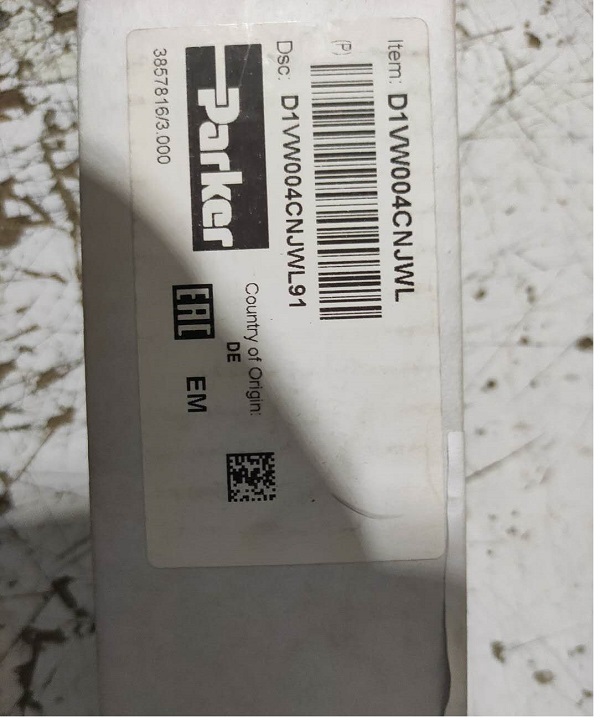 Item: D1VW004CNJWL
(P)
Dsc: D1VW004CNJWL91
Parker
Country of Origin:
DE
3857816/3.000
EAC EM